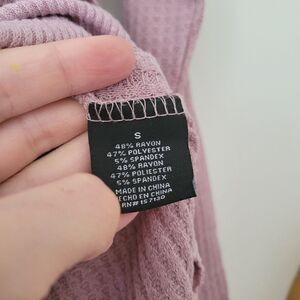 S
48% RAYON
47% POLYESTER
5% SPANDEX
48% RAYON
47% POLIESTER
5% SPANDEX
MADE IN CHINA
HECHO EN CHINA
RN#157130